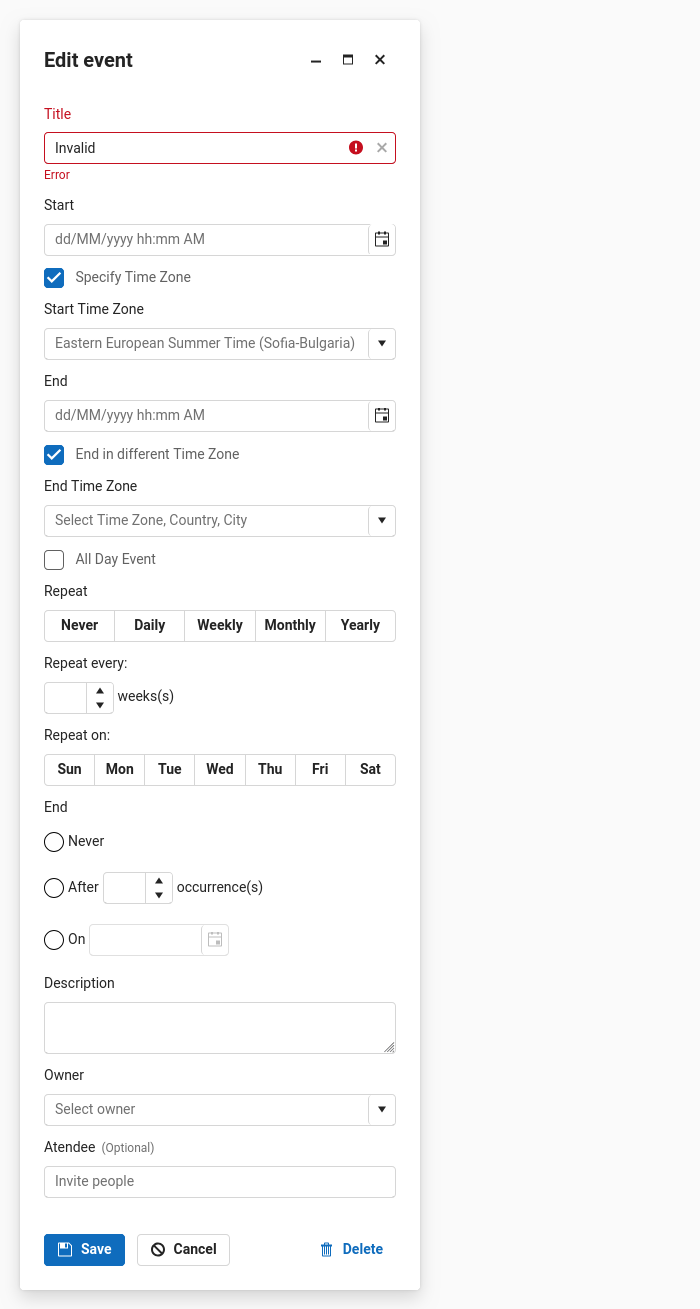 Edit event
Title
Invalid
Error
Start
dd/MM/yyyy hh:mm AM
Specify Time Zone
Start Time Zone
Eastern European Summer Time (Sofia-Bulgaria)
End
dd/MM/yyyy hh:mm AM
End in different Time Zone
End Time Zone
Select Time Zone, Country, City
All Day Event
Repeat
Never Daily Weekly Monthly Yearly
Repeat every:
weeks(s)
Repeat on:
Sun Mon Tue Wed Thu Fri Sat
End
Never
After occurrence(s)
On
Description
Owner
Select owner
Atendee (Optional)
Invite people
Save Cancel Delete